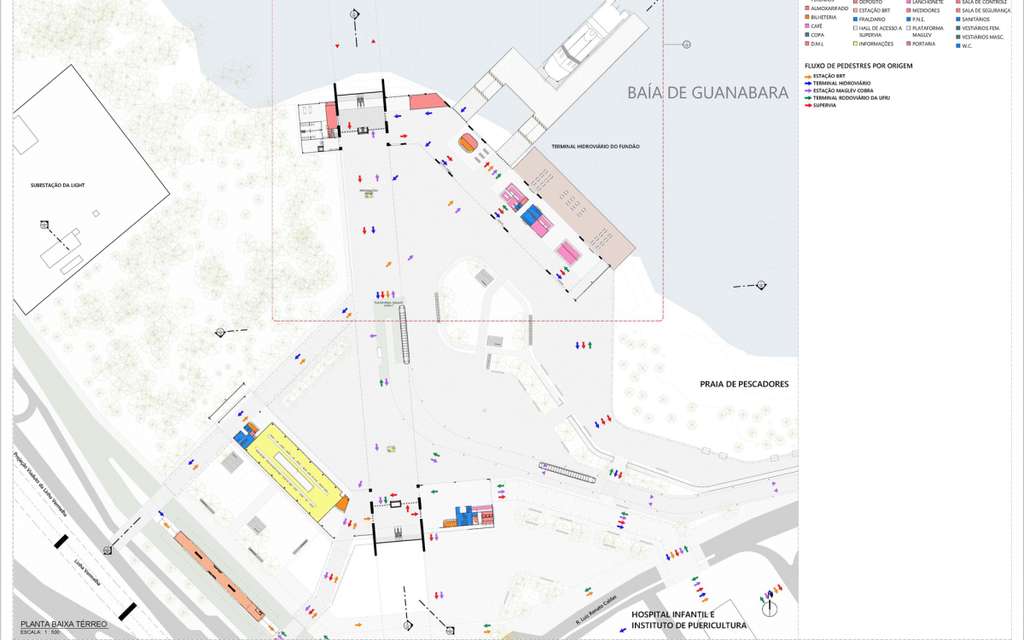 ALMOXARIFADO
BILHETERIA
CAFÉ
COPA
D.M.L
DEPÓSITO
ESTAÇÃO BRT
FRALDÁRIO
HALL DE ACESSO A
SUPERVIA
INFORMAÇÕES
LANCHONETE
MEDIDORES
P.N.E.
PLATAFORMA
MAGLEV
PORTARIA
SALA DE CONTROLE
SALA DE SEGURANÇA
SANITÁRIOS
VESTIÁRIOS FEM.
VESTIÁRIOS MASC.
W.C.
FLUXO DE PEDESTRES POR ORIGEM
ESTAÇÃO BRT
TERMINAL HIDROVIÁRIO
ESTAÇÃO MAGLEV COBRA
TERMINAL RODOVIÁRIO DA UFRJ
SUPERVIA
BAÍA DE GUANABARA
TERMINAL HIDROVIÁRIO DO FUNDÃO
SUBESTAÇÃO DA LIGHT
PRAIA DE PESCADORES
Projeção Viaduto da Linha Vermelha
Linha Vermelha
R. Luís Renato Caldas
HOSPITAL INFANTIL E
INSTITUTO DE PUERICULTURA
PLANTA BAIXA TÉRREO
ESCALA: 1 : 500